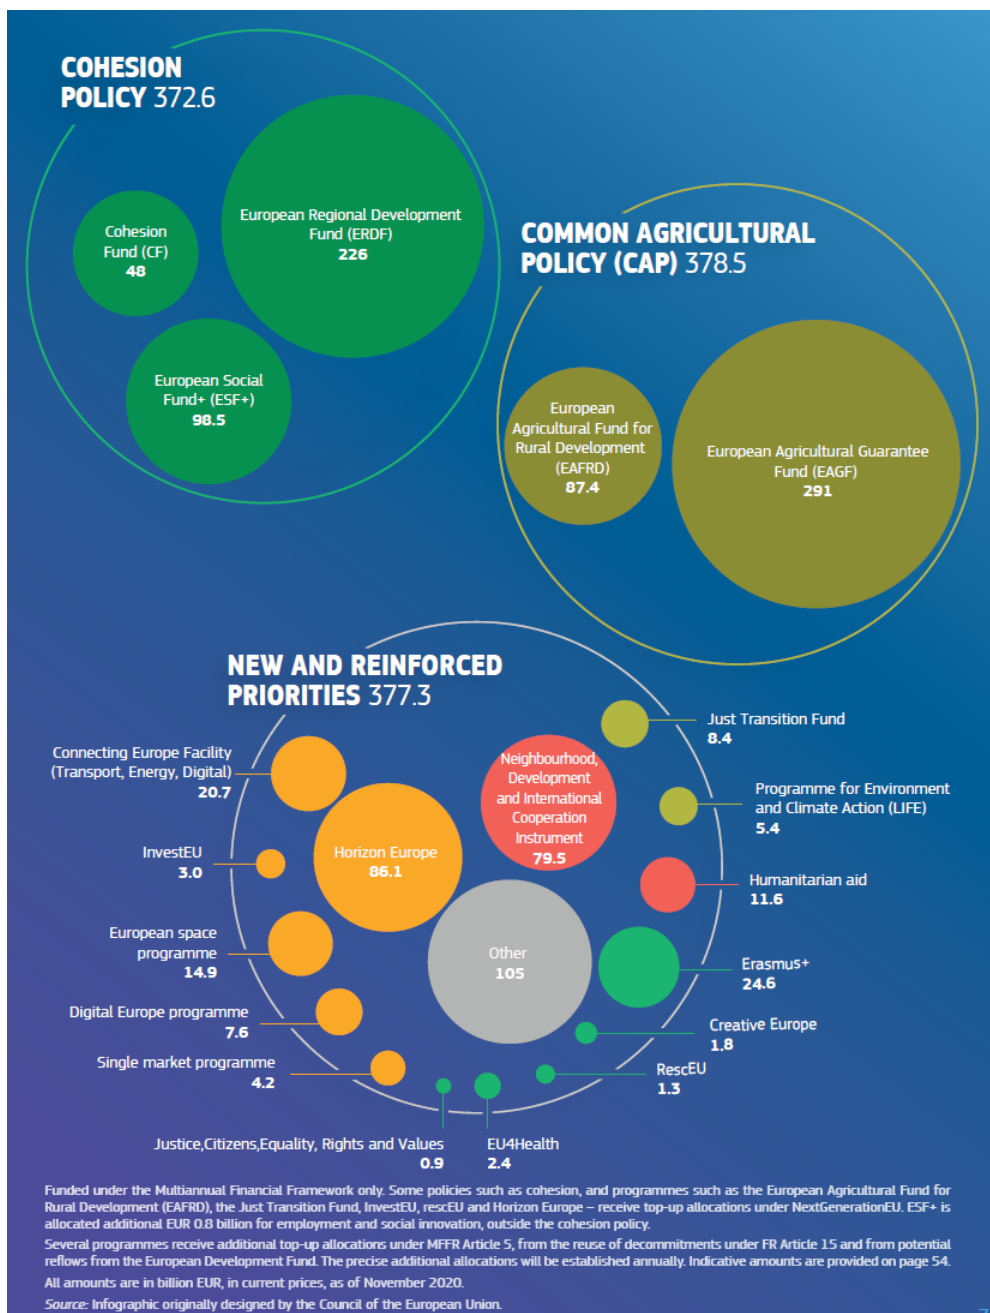 COHESION
POLICY 372.6
European Regional Development
Fund (ERDF)
226
Cohesion
Fund (CF)
48
European Social
Fund+ (ESF+)
98.5
COMMON AGRICULTURAL
POLICY (CAP) 378.5
European
Agricultural Fund for
Rural Development
(EAFRD)
87.4
European Agricultural Guarantee
Fund (EAGF)
291
NEW AND REINFORCED
PRIORITIES 377.3
Connecting Europe Facility
(Transport, Energy, Digital)
20.7
InvestEU
3.0
European space
programme
14.9
Digital Europe programme
7.6
Single market programme
4.2
Horizon Europe
86.1
Neighbourhood,
Development
and International
Cooperation
Instrument
79.5
Other
105
Just Transition Fund
8.4
Programme for Environment
and Climate Action (LIFE)
5.4
Humanitarian aid
11.6
Erasmus+
24.6
Creative Europe
1.8
RescEU
1.3
Justice,Citizens,Equality, Rights and Values
0.9
EU4Health
2.4
Funded under the Multiannual Financial Framework only. Some policies such as cohesion, and programmes such as the European Agricultural Fund for
Rural Development (EAFRD), the Just Transition Fund, InvestEU, rescEU and Horizon Europe – receive top-up allocations under NextGenerationEU. ESF+ is
allocated additional EUR 0.8 billion for employment and social innovation, outside the cohesion policy.
Several programmes receive additional top-up allocations under MFFR Article 5, from the reuse of decommitments under FR Article 15 and from potential
reflows from the European Development Fund. The precise additional allocations will be established annually. Indicative amounts are provided on page 54.
All amounts are in billion EUR, in current prices, as of November 2020.
Source: Infographic originally designed by the Council of the European Union.